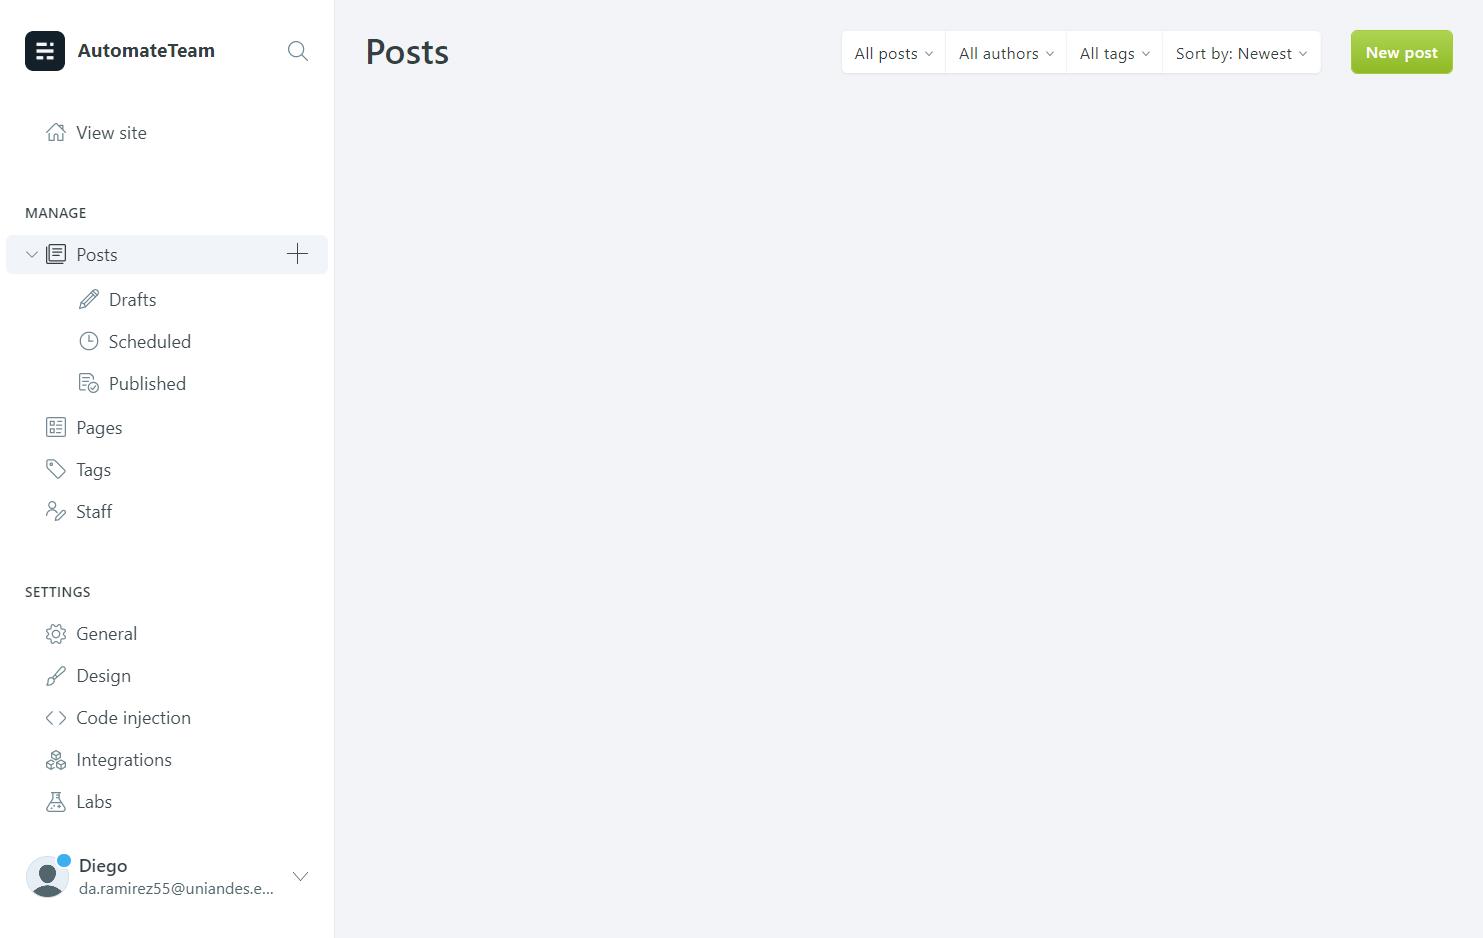 AutomateTeam
View site
MANAGE
Posts
Drafts
Scheduled
Published
Pages
Tags
Staff
SETTINGS
General
Design
Code injection
Integrations
Labs
Diego
da.ramirez55@uniandes.e...
Posts
All posts
All authors
All tags
Sort by: Newest
New post